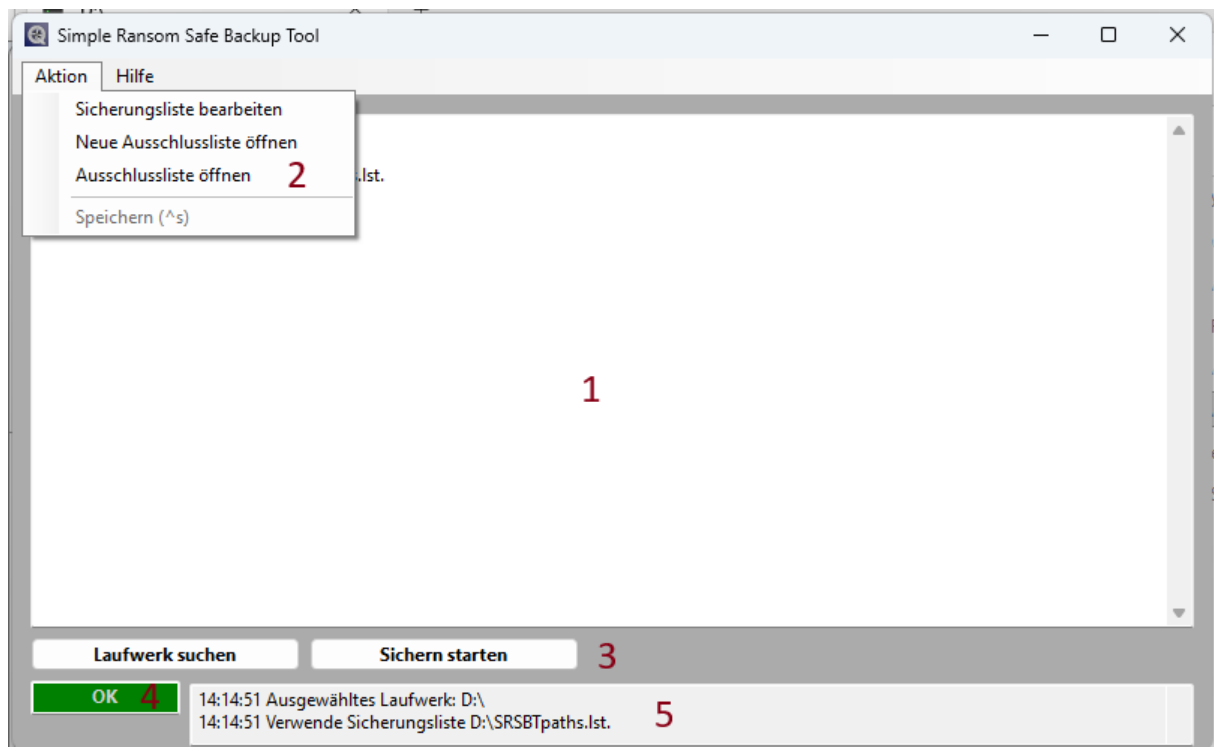 Simple Ransom Safe Backup Tool
Aktion Hilfe
Sicherungsliste bearbeiten
Neue Ausschlussliste öffnen
Ausschlussliste öffnen 2 .lst.
Speichern (^s)
1
Laufwerk suchen Sichern starten 3
OK 4 14:14:51 Ausgewähltes Laufwerk: D:\
14:14:51 Verwende Sicherungsliste D:\SRSBTpaths.lst. 5